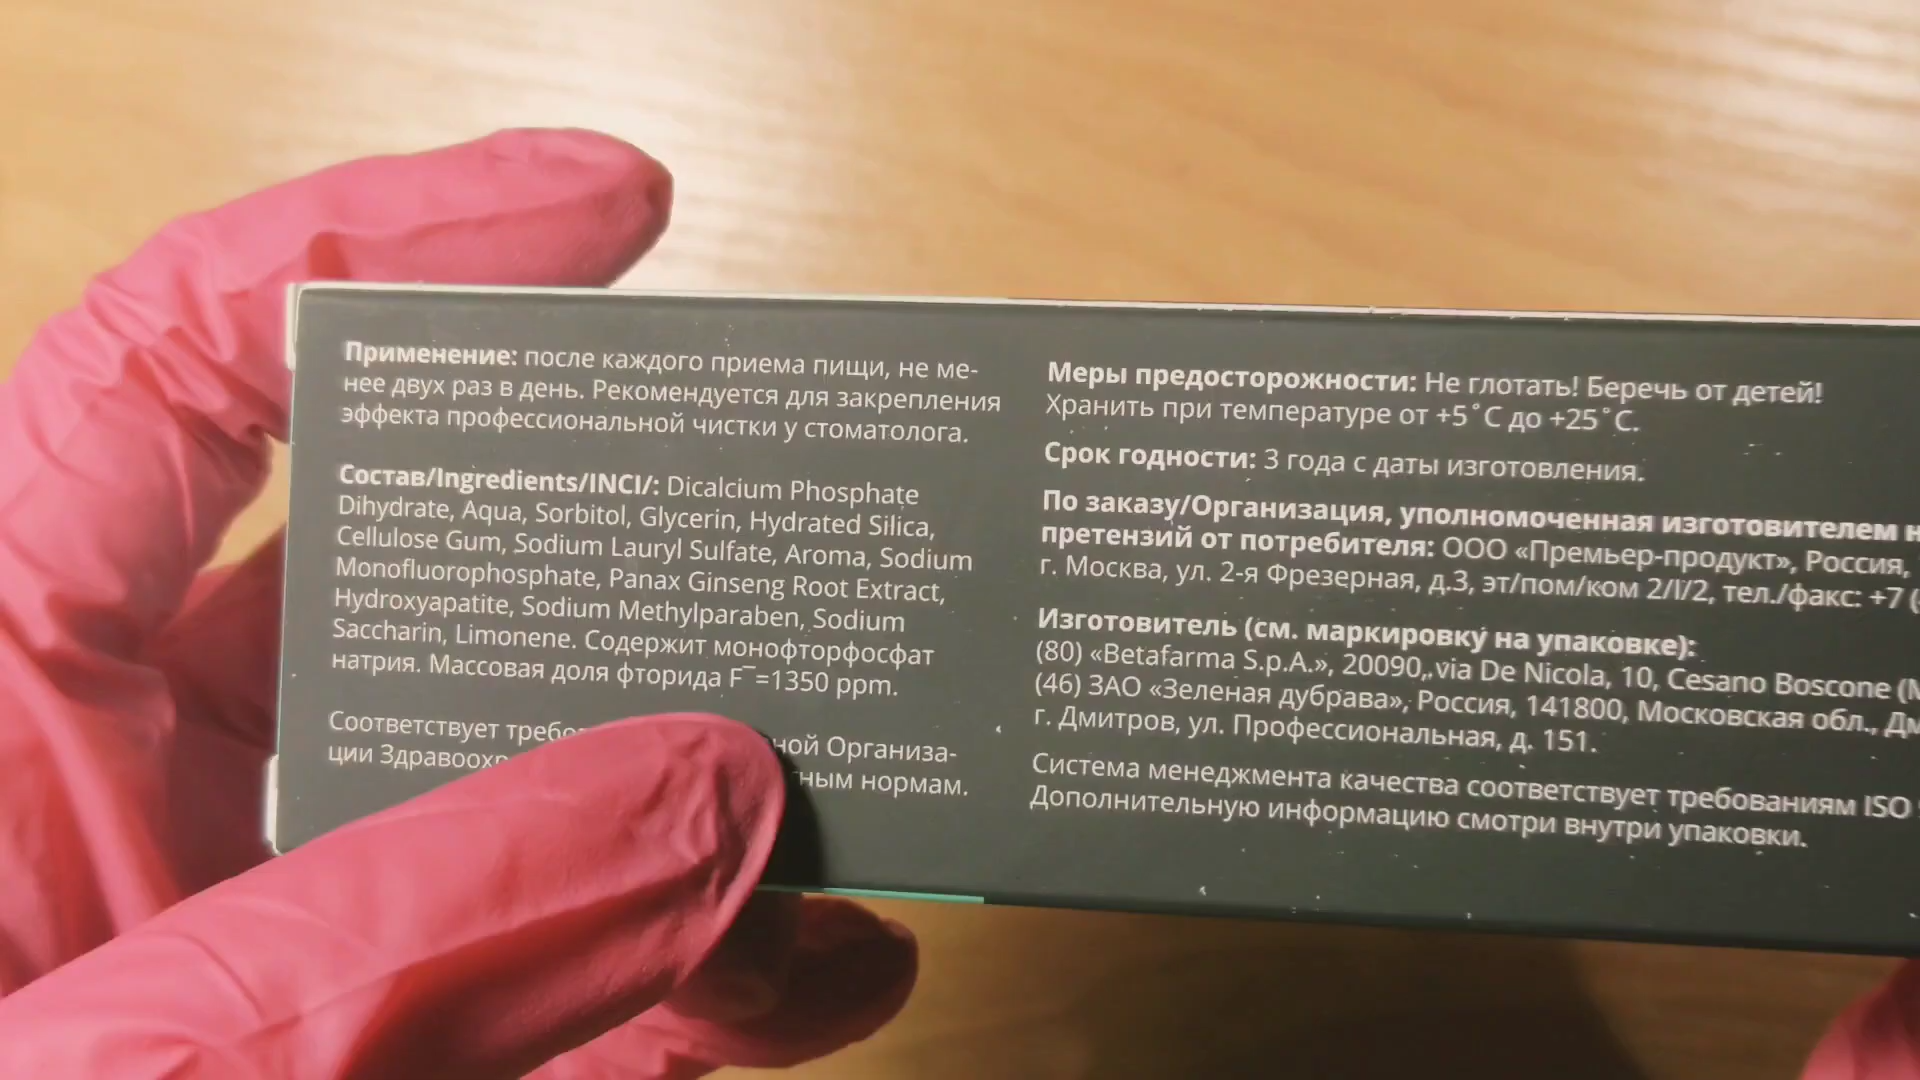 Применение: после каждого приема пищи, не ме-
нее двух раз в день. Рекомендуется для закрепления
эффекта профессиональной чистки у стоматолога.
Состав/Ingredients/INCI/: Dicalcium Phosphate
Dihydrate, Aqua, Sorbitol, Glycerin, Hydrated Silica,
Cellulose Gum, Sodium Lauryl Sulfate, Aroma, Sodium
Monofluorophosphate, Panax Ginseng Root Extract,
Hydroxyapatite, Sodium Methylparaben, Sodium
Saccharin, Limonene. Содержит монофторфосфат
натрия. Массовая доля фторида F¯=1350 ppm.
Соответствует Организа-
ции нормам.
Меры предосторожности: Не глотать! Беречь от детей!
Хранить при температуре от +5˚C до +25˚C.
Срок годности: 3 года с даты изготовления.
По заказу/Организация, уполномоченная изготовителем
претензий от потребителя: ООО «Премьер-продукт», Россия,
г. Москва, ул. 2-я Фрезерная, д.3, эт/пом/ком 2/I/2, тел./факс: +7
Изготовитель (см. маркировку на упаковке):
(80) «Betafarma S.p.A.», 20090, via De Nicola, 10, Cesano Boscone
(46) ЗАО «Зеленая дубрава», Россия, 141800, Московская обл.,
г. Дмитров, ул. Профессиональная, д. 151.
Система менеджмента качества соответствует требованиям ISO
Дополнительную информацию смотри внутри упаковки.